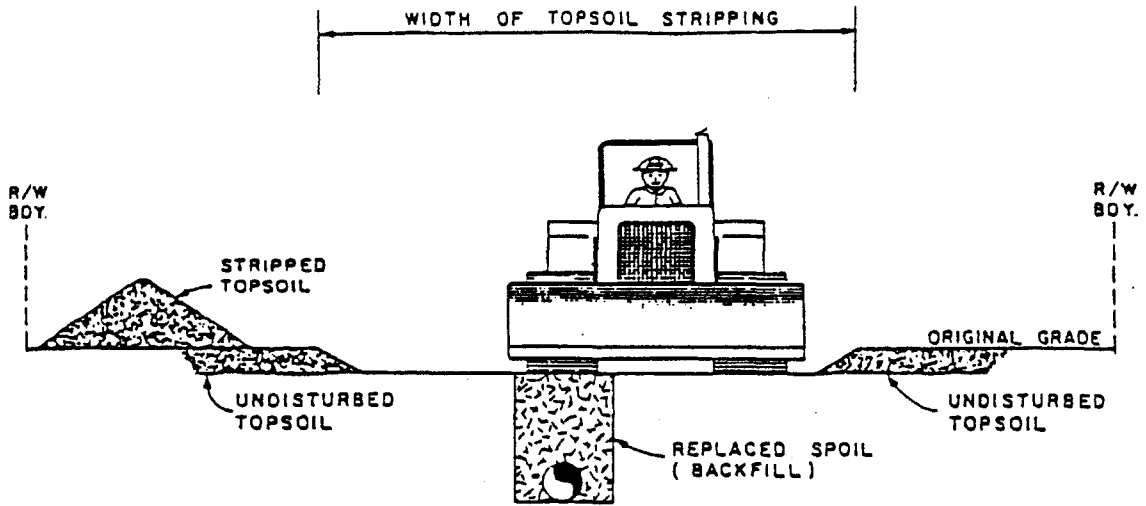 WIDTH OF TOPSOIL STRIPPING
R/W
BDY.
R/W
BDY.
STRIPPED
TOPSOIL
ORIGINAL GRADE
UNDISTURBED
TOPSOIL
UNDISTURBED
TOPSOIL
REPLACED SPOIL
(BACKFILL)